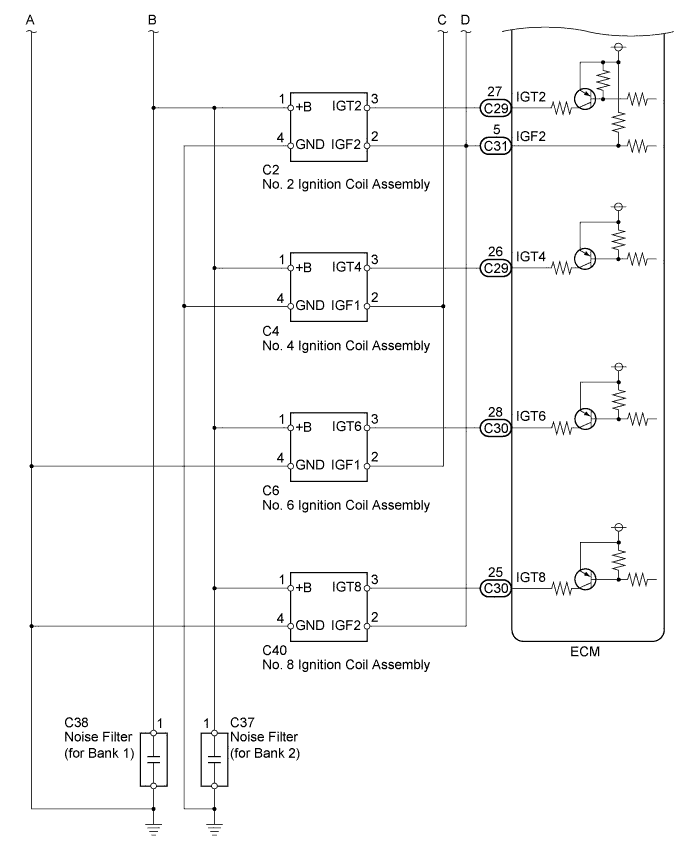 A
B
C
D
1
+B
IGT2
3
27
C29
IGT2
4
GND
IGF2
2
5
C31
IGF2
C2
No. 2 Ignition Coil Assembly
1
+B
IGT4
3
26
C29
IGT4
4
GND
IGF1
2
C4
No. 4 Ignition Coil Assembly
1
+B
IGT6
3
28
C30
IGT6
4
GND
IGF1
2
C6
No. 6 Ignition Coil Assembly
1
+B
IGT8
3
25
C30
IGT8
4
GND
IGF2
2
C40
No. 8 Ignition Coil Assembly
ECM
C38
Noise Filter
(for Bank 1)
1
1
C37
Noise Filter
(for Bank 2)